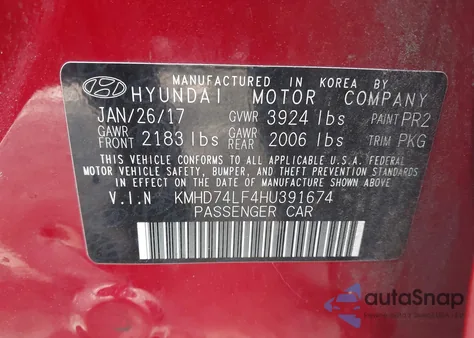 MANUFACTURED IN KOREA BY
HYUNDAI MOTOR COMPANY
JAN/26/17 GVWR 3924 lbs PAINT PR2
GAWR FRONT 2183 lbs GAWR REAR 2006 lbs TRIM PKG
THIS VEHICLE CONFORMS TO ALL APPLICABLE U.S.A. FEDERAL
MOTOR VEHICLE SAFETY, BUMPER, AND THEFT PREVENTION
STANDARDS IN EFFECT ON THE DATE OF MANUFACTURE SHOWN ABOVE.
V.I.N KMHD74LF4HU391674
PASSENGER CAR
autoSnap